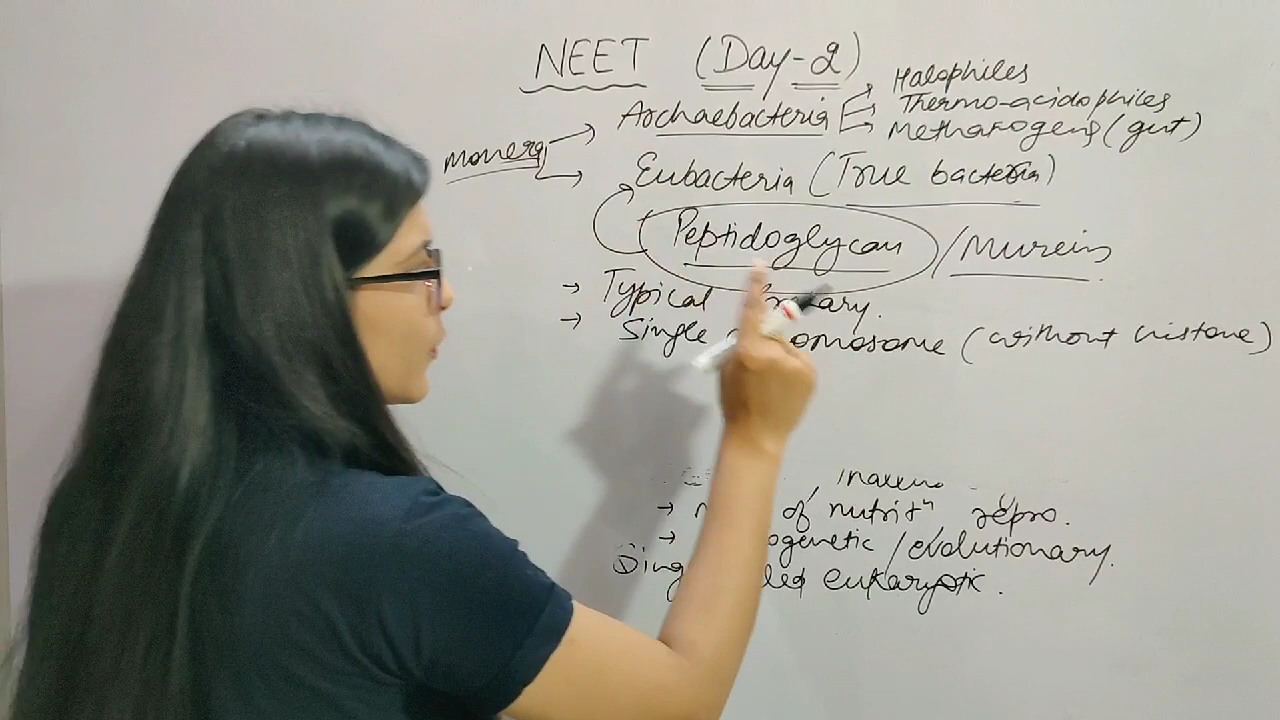 NEET (Day-2)
Halophiles
Archaebacteria Thermo-acidophiles
Methanogens (gut)
Monera
Eubacteria (True bacteria)
Peptidoglycan / Murein
→ Typical
→ Single (without histone)
→ of nutritⁿ repro.
→ / evolutionary.
eukaryotic.